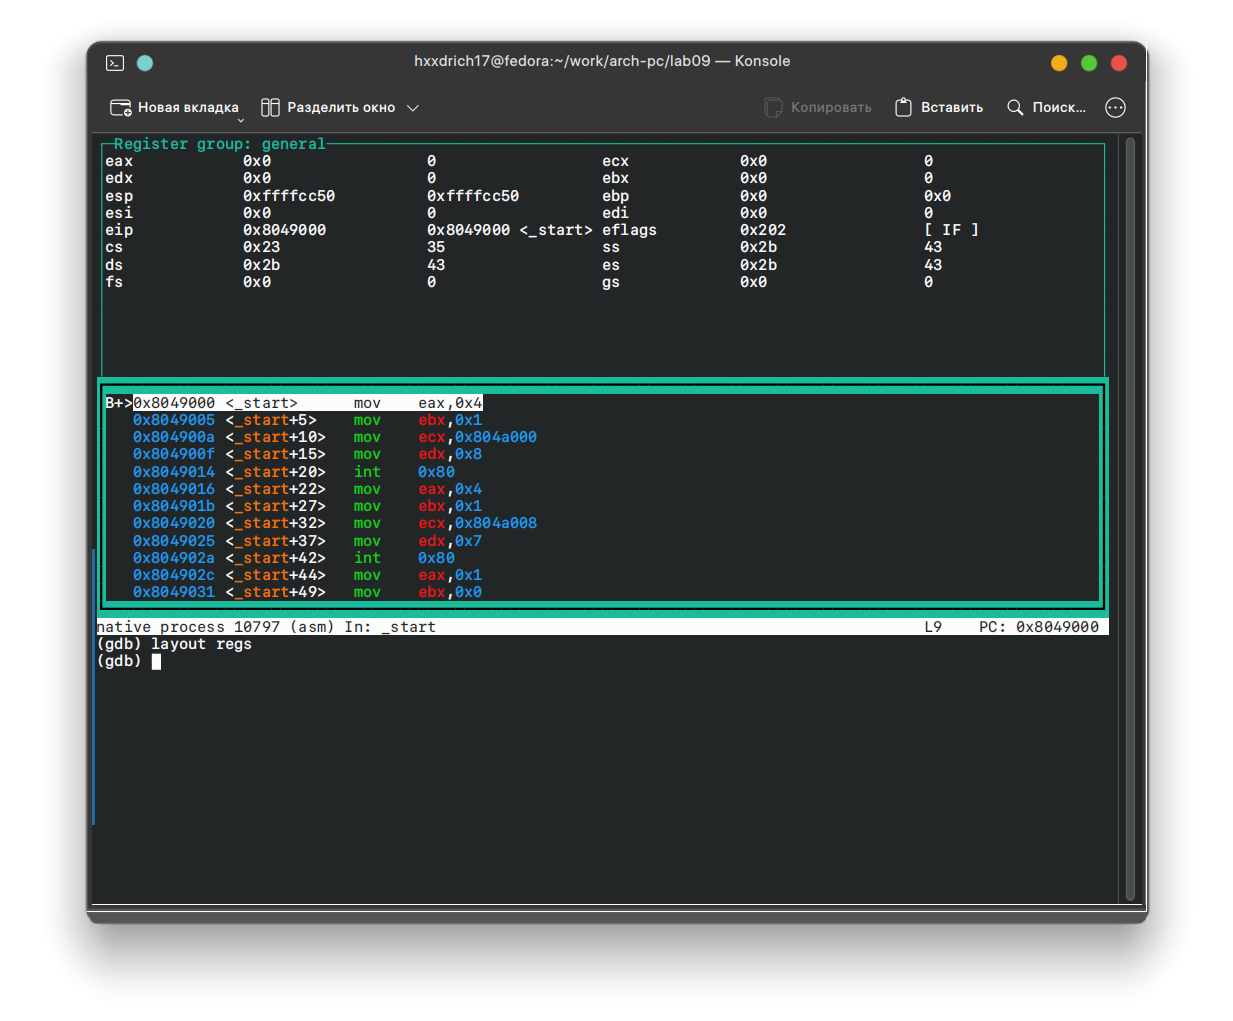 hxxdrich17@fedora:~/work/arch-pc/lab09 — Konsole
Новая вкладка Разделить окно Копировать Вставить Поиск...
Register group: general
eax 0x0 0 ecx 0x0 0
edx 0x0 0 ebx 0x0 0
esp 0xffffcc50 0xffffcc50 ebp 0x0 0x0
esi 0x0 0 edi 0x0 0
eip 0x8049000 0x8049000 <_start> eflags 0x202 [ IF ]
cs 0x23 35 ss 0x2b 43
ds 0x2b 43 es 0x2b 43
fs 0x0 0 gs 0x0 0
B+>0x8049000 <_start> mov eax,0x4
0x8049005 <_start+5> mov ebx,0x1
0x804900a <_start+10> mov ecx,0x804a000
0x804900f <_start+15> mov edx,0x8
0x8049014 <_start+20> int 0x80
0x8049016 <_start+22> mov eax,0x4
0x804901b <_start+27> mov ebx,0x1
0x8049020 <_start+32> mov ecx,0x804a008
0x8049025 <_start+37> mov edx,0x7
0x804902a <_start+42> int 0x80
0x804902c <_start+44> mov eax,0x1
0x8049031 <_start+49> mov ebx,0x0
native process 10797 (asm) In: _start L9 PC: 0x8049000
(gdb) layout regs
(gdb)